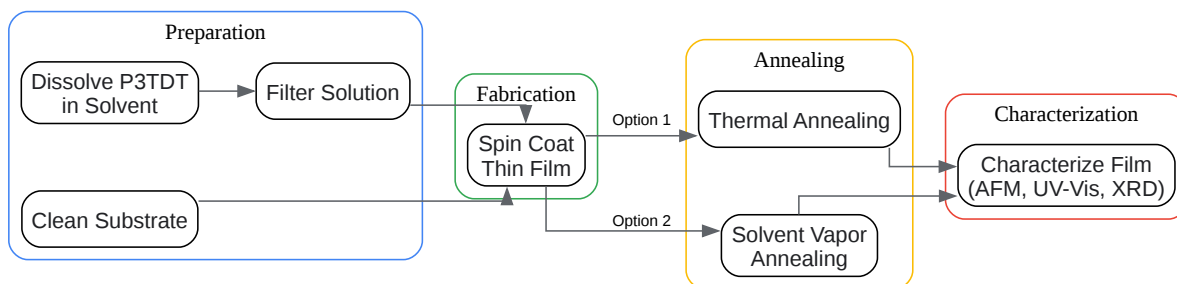 Preparation
Dissolve P3TDT
in Solvent
Filter Solution
Clean Substrate
Fabrication
Spin Coat
Thin Film
Option 1
Option 2
Annealing
Thermal Annealing
Solvent Vapor
Annealing
Characterization
Characterize Film
(AFM, UV-Vis, XRD)